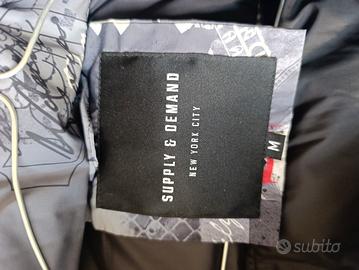 SUPPLY & DEMAND
NEW YORK CITY
M
subito